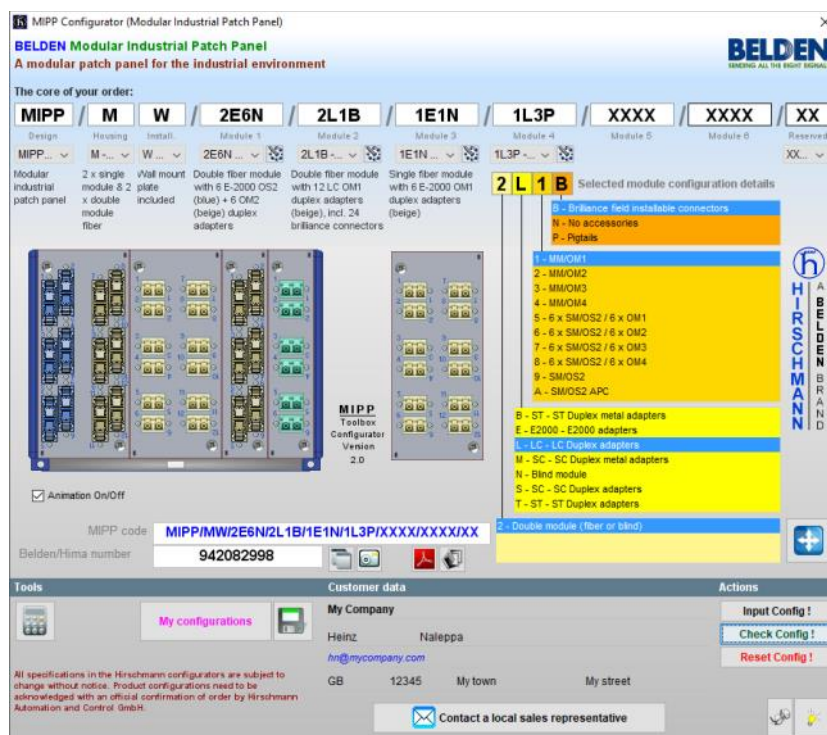 MIPP Configurator (Modular Industrial Patch Panel)
BELDEN Modular Industrial Patch Panel
A modular patch panel for the industrial environment
BELDEN
SENDING ALL THE RIGHT SIGNALS
The core of your order:
MIPP / M W / 2E6N / 2L1B / 1E1N / 1L3P / XXXX / XXXX / XX
Design Housing Install. Module 1 Module 2 Module 3 Module 4 Module 5 Module 6 Reserved
MIPP... M -... W ... 2E6N ... 2L1B -... 1E1N ... 1L3P -... XX...
Modular industrial patch panel
2 x single module & 2 x double module fiber
Wall mount plate included
Double fiber module with 6 E-2000 OS2 (blue) + 6 OM2 (beige) duplex adapters
Double fiber module with 12 LC OM1 duplex adapters (beige), incl. 24 brilliance connectors
Single fiber module with 6 E-2000 OM1 duplex adapters (beige)
2 L 1 B Selected module configuration details
B - Brilliance field installable connectors
N - No accessories
P - Pigtails
1 - MM/OM1
2 - MM/OM2
3 - MM/OM3
4 - MM/OM4
5 - 6 x SM/OS2 / 6 x OM1
6 - 6 x SM/OS2 / 6 x OM2
7 - 6 x SM/OS2 / 6 x OM3
8 - 6 x SM/OS2 / 6 x OM4
9 - SM/OS2
A - SM/OS2 APC
B - ST - ST Duplex metal adapters
E - E2000 - E2000 adapters
L - LC - LC Duplex adapters
M - SC - SC Duplex metal adapters
N - Blind module
S - SC - SC Duplex adapters
T - ST - ST Duplex adapters
2 - Double module (fiber or blind)
HIRSCHMANN
A BELDEN BRAND
MIPP
Toolbox
Configurator
Version
2.0
Animation On/Off
MIPP code MIPP/MW/2E6N/2L1B/1E1N/1L3P/XXXX/XXXX/XX
Belden/Hima number 942082998
Tools Customer data Actions
My configurations
My Company
Heinz Naleppa
hn@mycompany.com
GB 12345 My town My street
Input Config !
Check Config !
Reset Config !
All specifications in the Hirschmann configurators are subject to
change without notice. Product configurations need to be
acknowledged with an official confirmation of order by Hirschmann
Automation and Control GmbH.
Contact a local sales representative